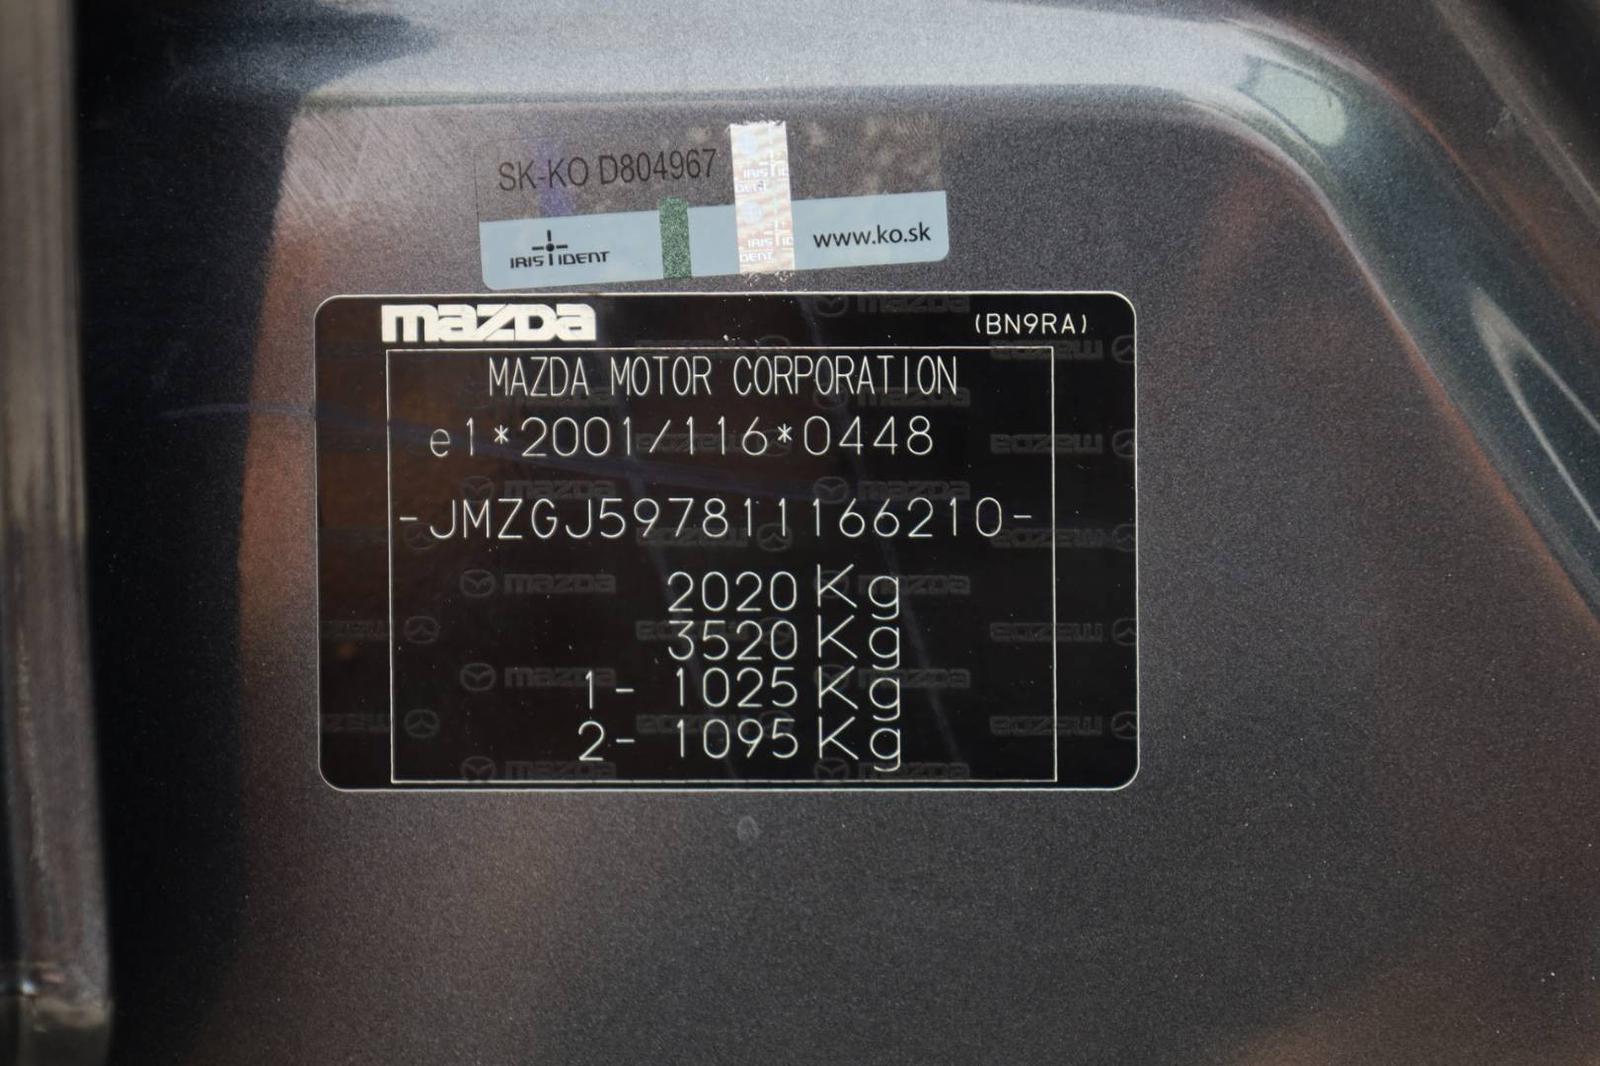 SK-KO D804967
IRIS IDENT
www.ko.sk
mazda
(BN9RA)
MAZDA MOTOR CORPORATION
e1*2001/116*0448
-JMZGJ597811166210-
2020 Kg
3520 Kg
1- 1025 Kg
2- 1095 Kg